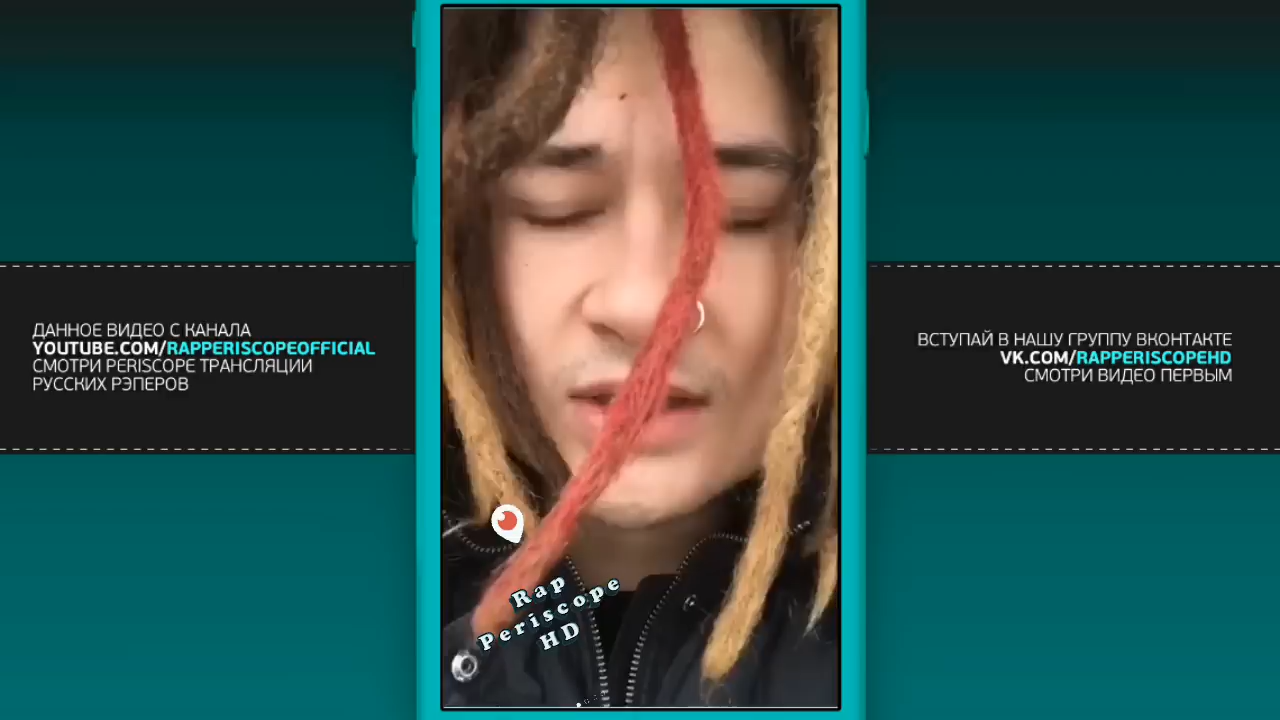 ДАННОЕ ВИДЕО С КАНАЛА
YOUTUBE.COM/RAPPERISCOPEOFFICIAL
СМОТРИ PERISCOPE ТРАНСЛЯЦИИ
РУССКИХ РЭПЕРОВ
ВСТУПАЙ В НАШУ ГРУППУ ВКОНТАКТЕ
VK.COM/RAPPERISCOPEHD
СМОТРИ ВИДЕО ПЕРВЫМ
Rap
Periscope
HD